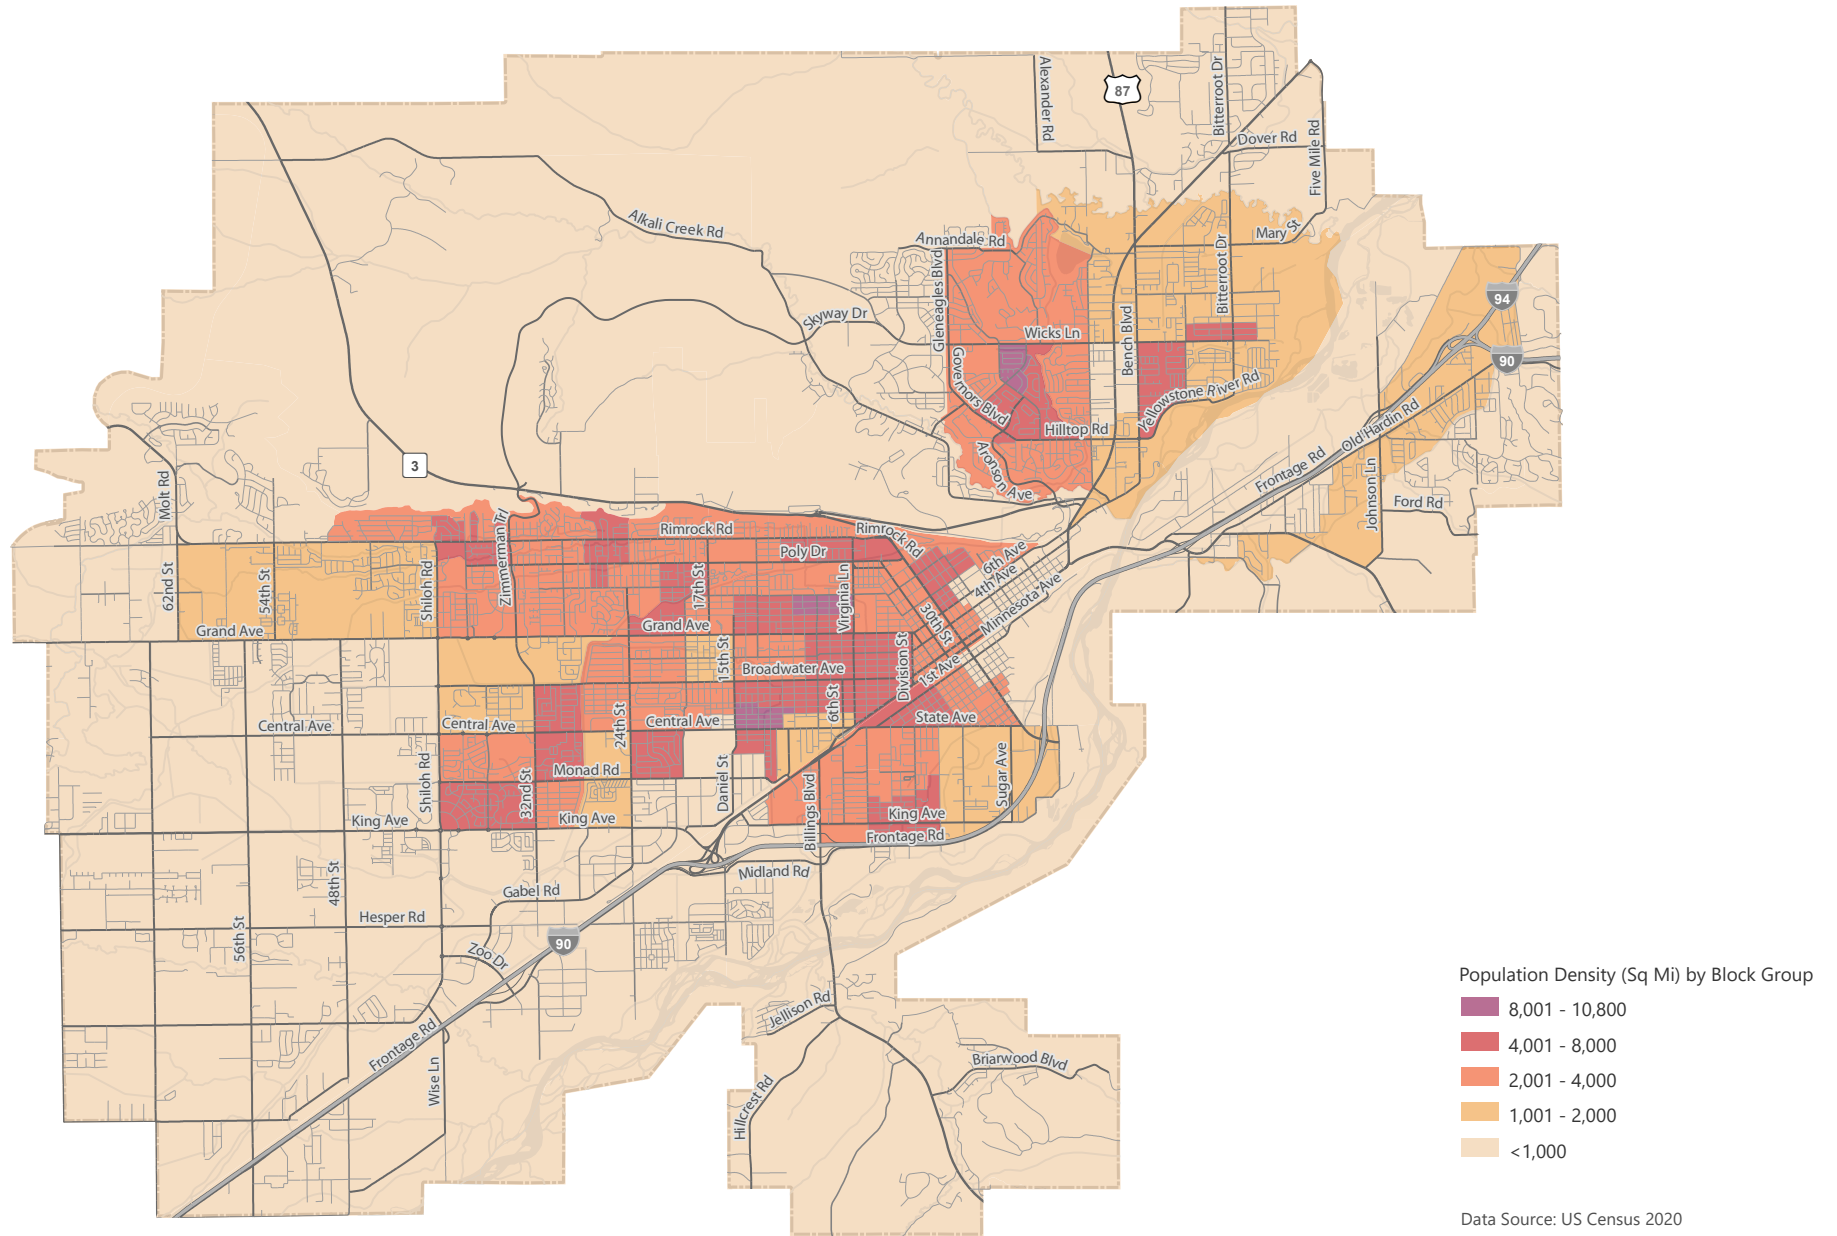 Alexander Rd
87
Bitterroot Dr
Dover Rd
Five Mile Rd
Alkali Creek Rd
Annandale Rd
Mary St
Bitterroot Dr
Gleneagles Blvd
94
Skyway Dr
Wicks Ln
Bench Blvd
90
Governors Blvd
Yellowstone River Rd
Hilltop Rd
Old Hardin Rd
3
Aronson Ave
Frontage Rd
Johnson Ln
Ford Rd
Molt Rd
Zimmerman Trl
Rimrock Rd
Rimrock Rd
Poly Dr
6th Ave
4th Ave
Minnesota Ave
62nd St
54th St
Shiloh Rd
17th St
Virginia Ln
30th St
Grand Ave
Grand Ave
15th St
Broadwater Ave
Division St
1st Ave
Central Ave
Central Ave
24th St
Central Ave
6th St
State Ave
Shiloh Rd
32nd St
Monad Rd
Daniel St
Billings Blvd
Sugar Ave
King Ave
King Ave
King Ave
Frontage Rd
48th St
Gabel Rd
Midland Rd
56th St
Hesper Rd
Zoo Dr
90
Frontage Rd
Wise Ln
Jellison Rd
Hillcrest Rd
Briarwood Blvd
Population Density (Sq Mi) by Block Group
8,001 - 10,800
4,001 - 8,000
2,001 - 4,000
1,001 - 2,000
<1,000
Data Source: US Census 2020